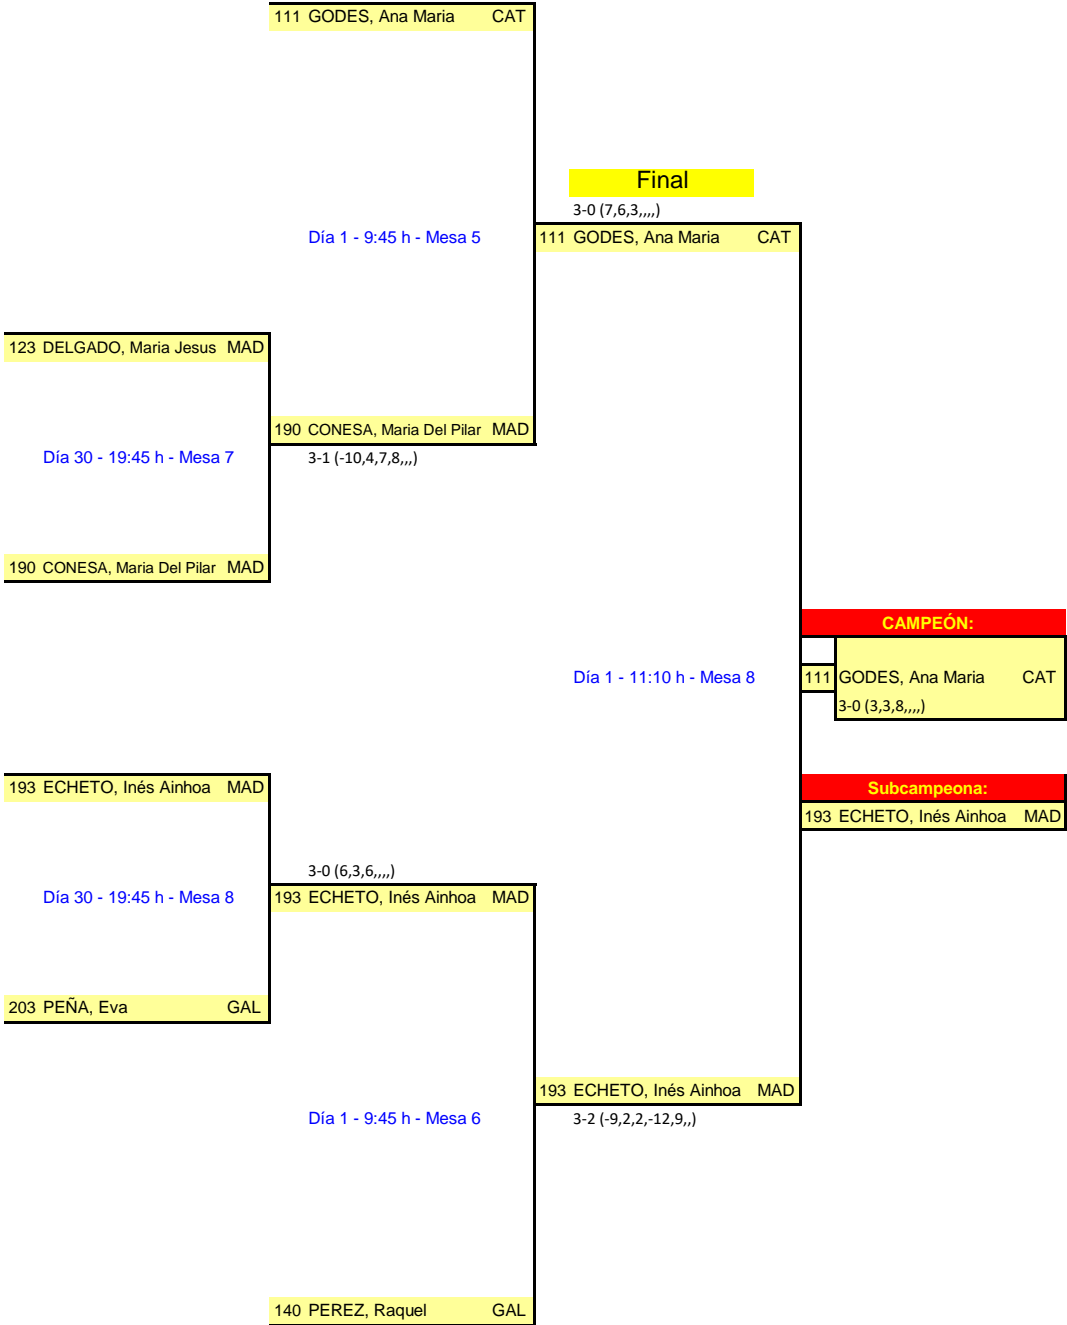 111 GODES, Ana Maria CAT
Final
3-0 (7,6,3,,,,)
Día 1 - 9:45 h - Mesa 5
111 GODES, Ana Maria CAT
123 DELGADO, Maria Jesus MAD
190 CONESA, Maria Del Pilar MAD
Día 30 - 19:45 h - Mesa 7
3-1 (-10,4,7,8,,,)
190 CONESA, Maria Del Pilar MAD
CAMPEÓN:
Día 1 - 11:10 h - Mesa 8
111 GODES, Ana Maria CAT
3-0 (3,3,8,,,,)
193 ECHETO, Inés Ainhoa MAD
Subcampeona:
193 ECHETO, Inés Ainhoa MAD
3-0 (6,3,6,,,,)
Día 30 - 19:45 h - Mesa 8
193 ECHETO, Inés Ainhoa MAD
203 PEÑA, Eva GAL
193 ECHETO, Inés Ainhoa MAD
Día 1 - 9:45 h - Mesa 6
3-2 (-9,2,2,-12,9,,)
140 PEREZ, Raquel GAL